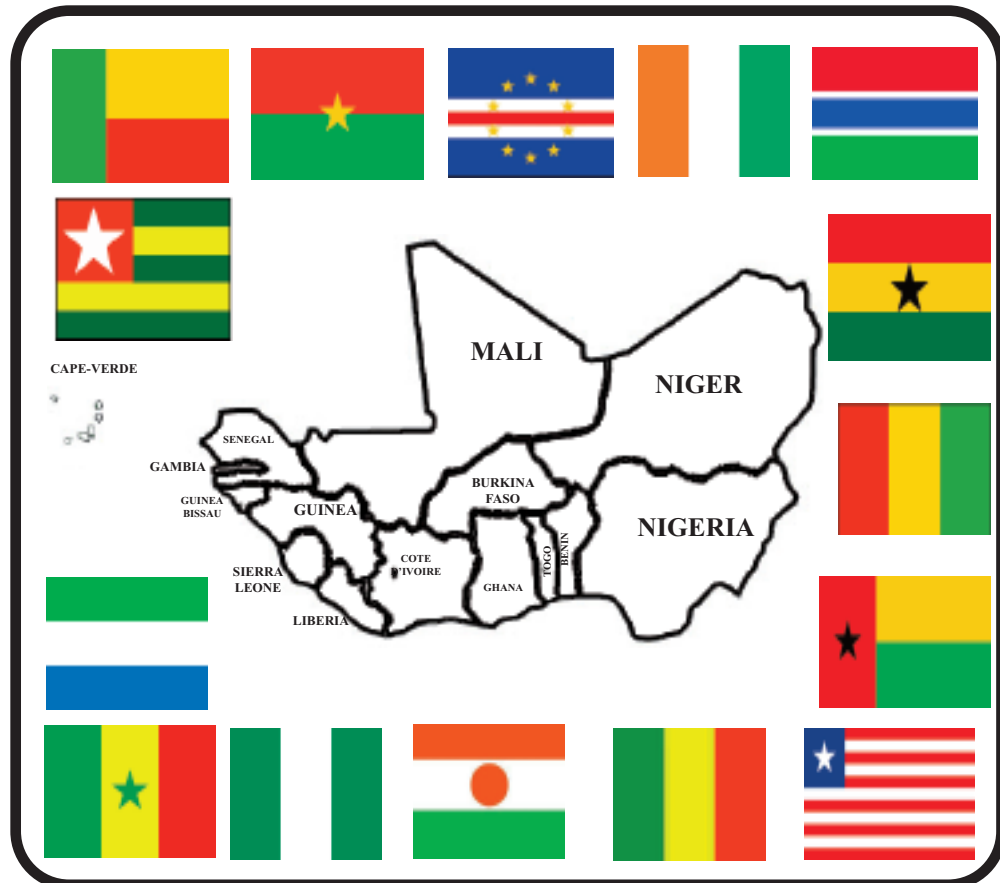 MALI
NIGER
CAPE-VERDE
SENEGAL
GAMBIA
GUINEA
BISSAU
GUINEA
BURKINA
FASO
NIGERIA
SIERRA
LEONE
COTE
D'IVOIRE
LIBERIA
GHANA
TOGO
BENIN